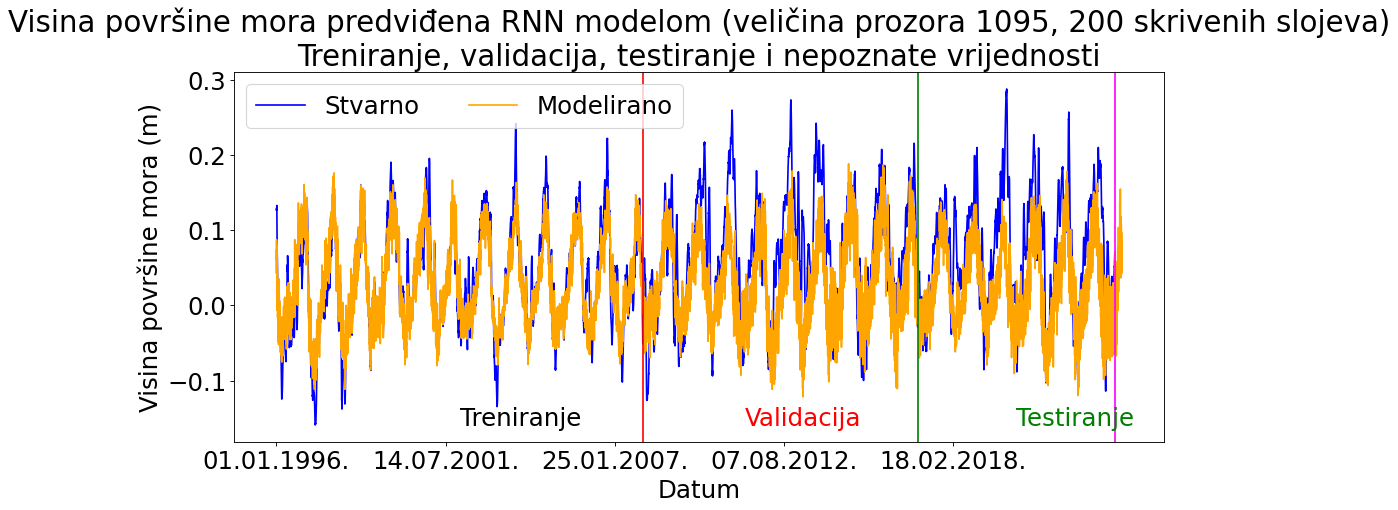 Visina površine mora predviđena RNN modelom (veličina prozora 1095, 200 skrivenih slojeva)
Treniranje, validacija, testiranje i nepoznate vrijednosti
Stvarno
Modelirano
Visina površine mora (m)
0.3
0.2
0.1
0.0
−0.1
Treniranje
Validacija
Testiranje
01.01.1996.
14.07.2001.
25.01.2007.
07.08.2012.
18.02.2018.
Datum